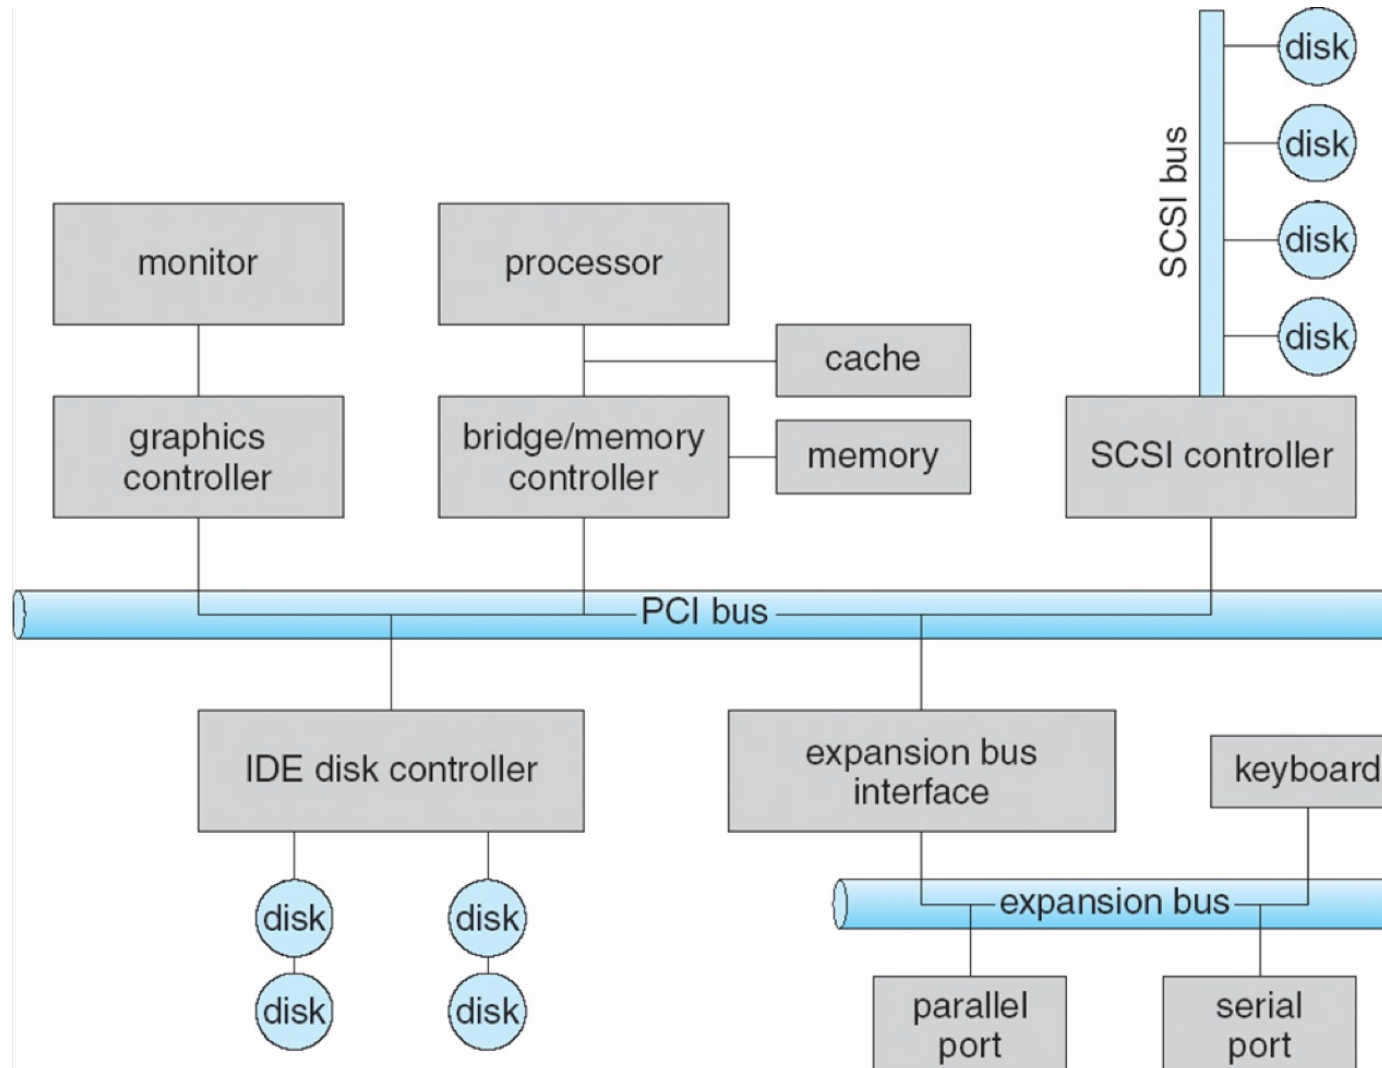 disk
disk
SCSI bus
disk
disk
monitor
processor
cache
graphics
controller
bridge/memory
controller
memory
SCSI controller
PCI bus
IDE disk controller
expansion bus
interface
keyboard
disk
disk
expansion bus
disk
disk
parallel
port
serial
port